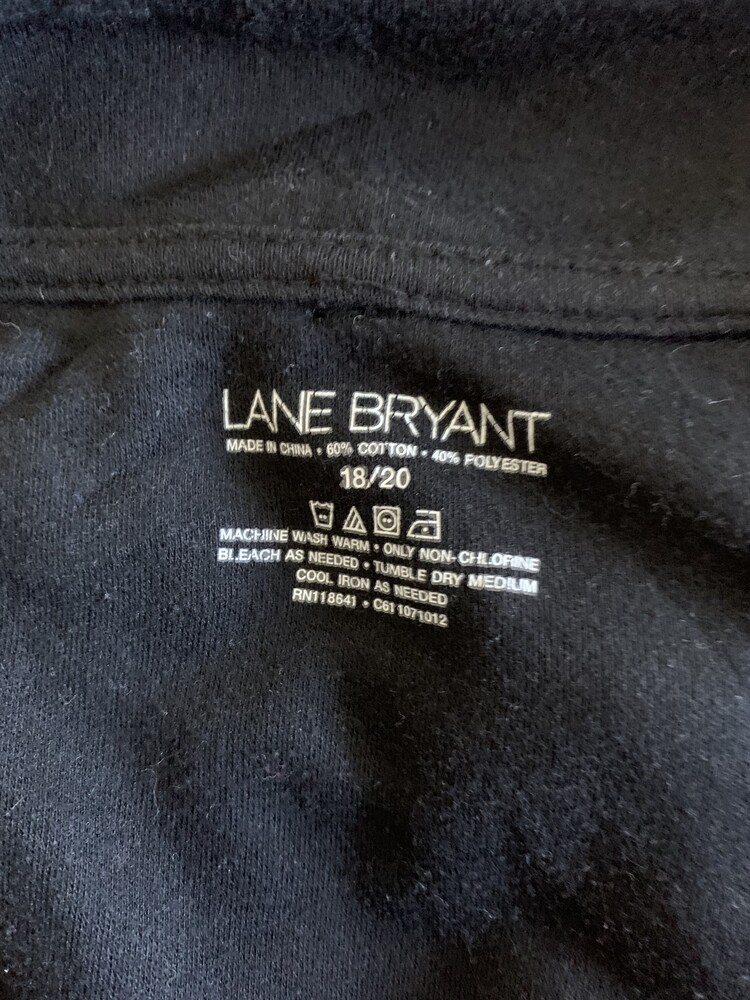 LANE BRYANT
MADE IN CHINA • 60% COTTON • 40% POLYESTER
18/20
MACHINE WASH WARM • ONLY NON-CHLORINE
BLEACH AS NEEDED • TUMBLE DRY MEDIUM
COOL IRON AS NEEDED
RN118641 • C611071012